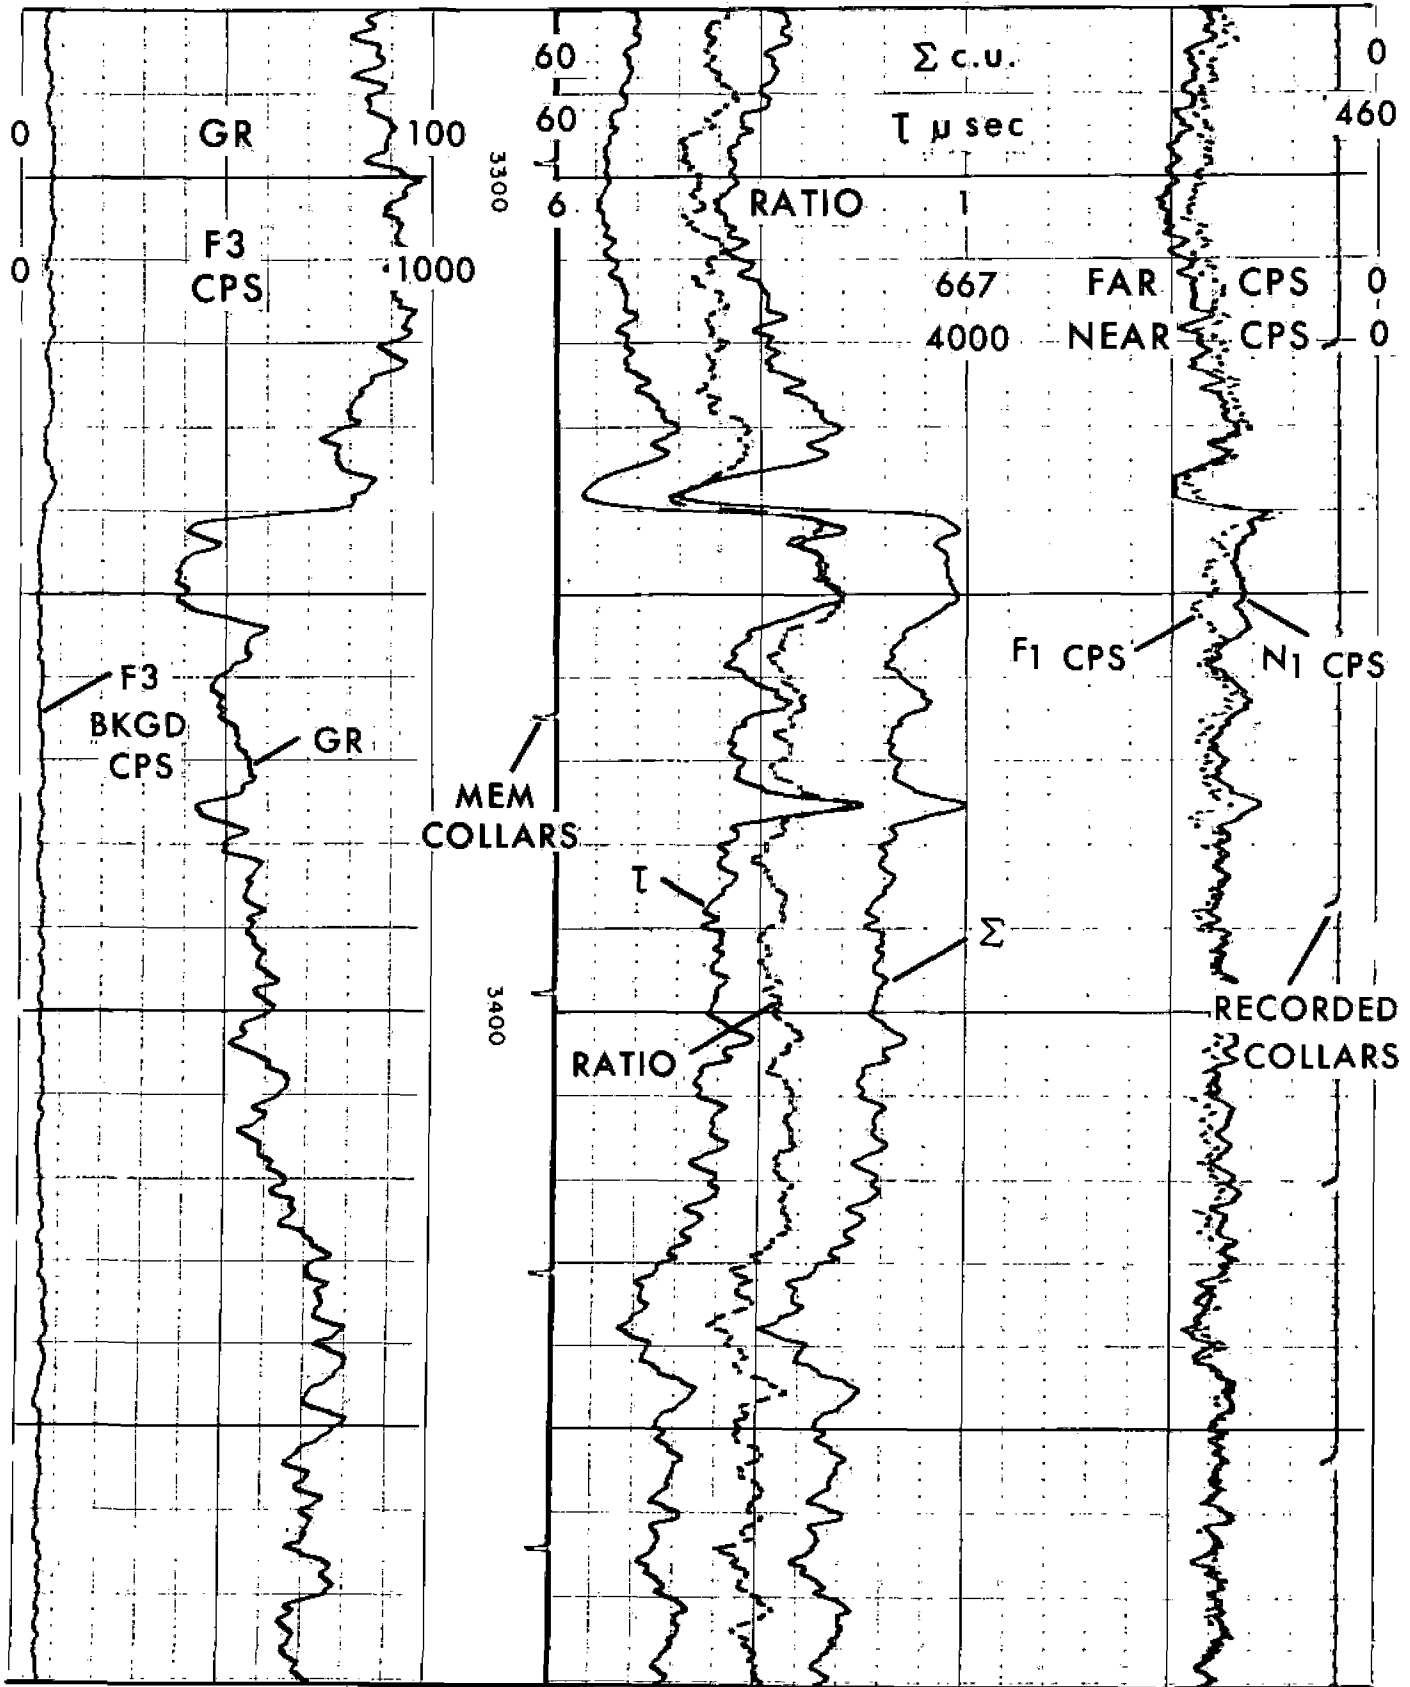 60 Σ c.u. 0
60 τ μ sec 460
0 GR 100
3300
6 RATIO 1
F3
0 CPS 1000
667 FAR CPS 0
4000 NEAR CPS 0
F1 CPS
N1 CPS
F3
BKGD
CPS
GR
MEM
COLLARS
τ
Σ
3400
RECORDED
COLLARS
RATIO